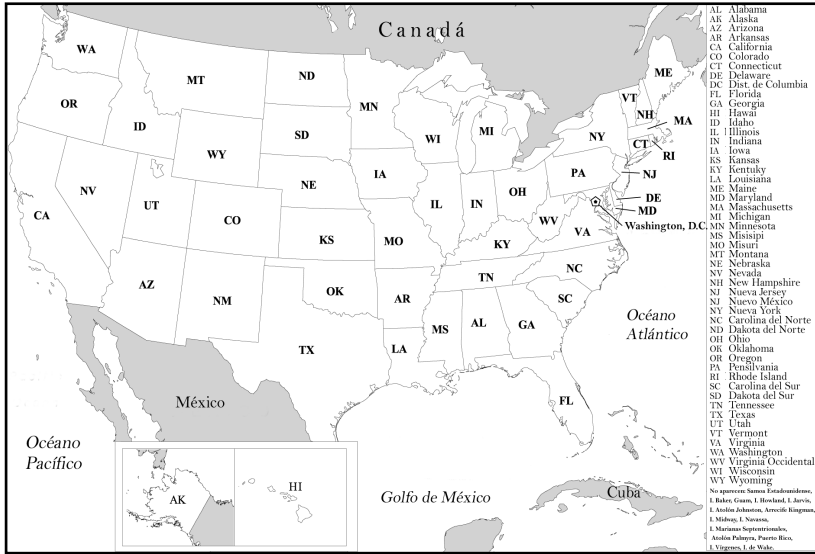 Canadá
WA
MT
ND
MN
ME
VT
NH
MA
OR
ID
SD
WI
MI
NY
CT
RI
WY
IA
PA
NJ
NE
NV
OH
DE
MD
UT
IL
IN
WV
Washington, D.C.
CA
CO
KS
MO
KY
VA
TN
NC
AZ
NM
OK
AR
SC
Océano
Atlántico
MS
AL
GA
TX
LA
México
FL
Océano
Pacífico
AK
HI
Golfo de México
Cuba
AL Alabama
AK Alaska
AZ Arizona
AR Arkansas
CA California
CO Colorado
CT Connecticut
DE Delaware
DC Dist. de Columbia
FL Florida
GA Georgia
HI Hawai
ID Idaho
IL Illinois
IN Indiana
IA Iowa
KS Kansas
KY Kentuky
LA Louisiana
ME Maine
MD Maryland
MA Massachusetts
MI Michigan
MN Minnesota
MS Misisipi
MO Misuri
MT Montana
NE Nebraska
NV Nevada
NH New Hampshire
NJ Nueva Jersey
NJ Nuevo México
NY Nueva York
NC Carolina del Norte
ND Dakota del Norte
OH Ohio
OK Oklahoma
OR Oregon
PA Pensilvania
RI Rhode Island
SC Carolina del Sur
SD Dakota del Sur
TN Tennessee
TX Texas
UT Utah
VT Vermont
VA Virginia
WA Washington
WV Virginia Occidental
WI Wisconsin
WY Wyoming
No aparecen: Samoa Estadounidense,
I. Baker, Guam, I. Howland, I. Jarvis,
I. Atolón Johnston, Arrecife Kingman,
I. Midway, I. Navassa,
I. Marianas Septentrionales,
Atolón Palmyra, Puerto Rico,
I. Vírgenes, I. de Wake.